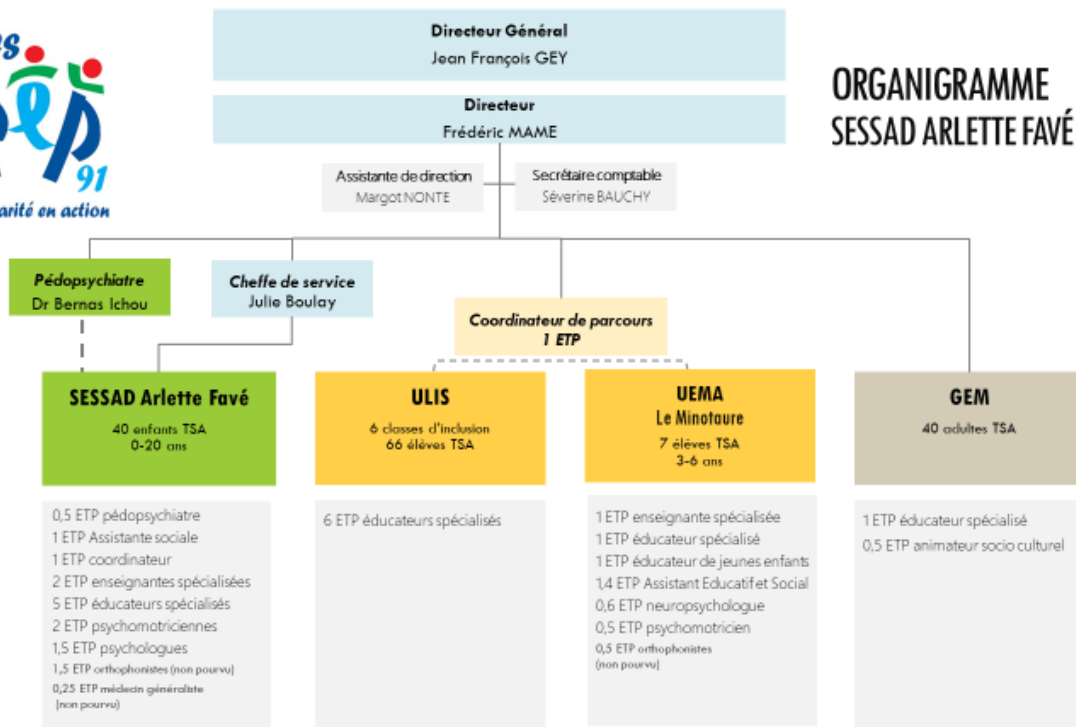 Directeur Général
Jean François GEY
ORGANIGRAMME
SESSAD ARLETTE FAVÉ
Directeur
Frédéric MAME
es
pep
91
arité en action
Assistante de direction
Margot NONTE
Secrétaire comptable
Séverine BAUCHY
Pédopsychiatre
Dr Bernas Ichou
Cheffe de service
Julie Boulay
Coordinateur de parcours
1 ETP
SESSAD Arlette Favé
40 enfants TSA
0-20 ans
ULIS
6 classes d'inclusion
66 élèves TSA
UEMA
Le Minotaure
7 élèves TSA
3-6 ans
GEM
40 adultes TSA
0,5 ETP pédopsychiatre
1 ETP Assistante sociale
1 ETP coordinateur
2 ETP enseignantes spécialisées
5 ETP éducateurs spécialisés
2 ETP psychomotriciennes
1,5 ETP psychologues
1,5 ETP orthophonistes (non pourvu)
0,25 ETP médecin généraliste
(non pourvu)
6 ETP éducateurs spécialisés
1 ETP enseignante spécialisée
1 ETP éducateur spécialisé
1 ETP éducateur de jeunes enfants
1,4 ETP Assistant Educatif et Social
0,6 ETP neuropsychologue
0,5 ETP psychomotricien
0,5 ETP orthophonistes
(non pourvu)
1 ETP éducateur spécialisé
0,5 ETP animateur socio culturel